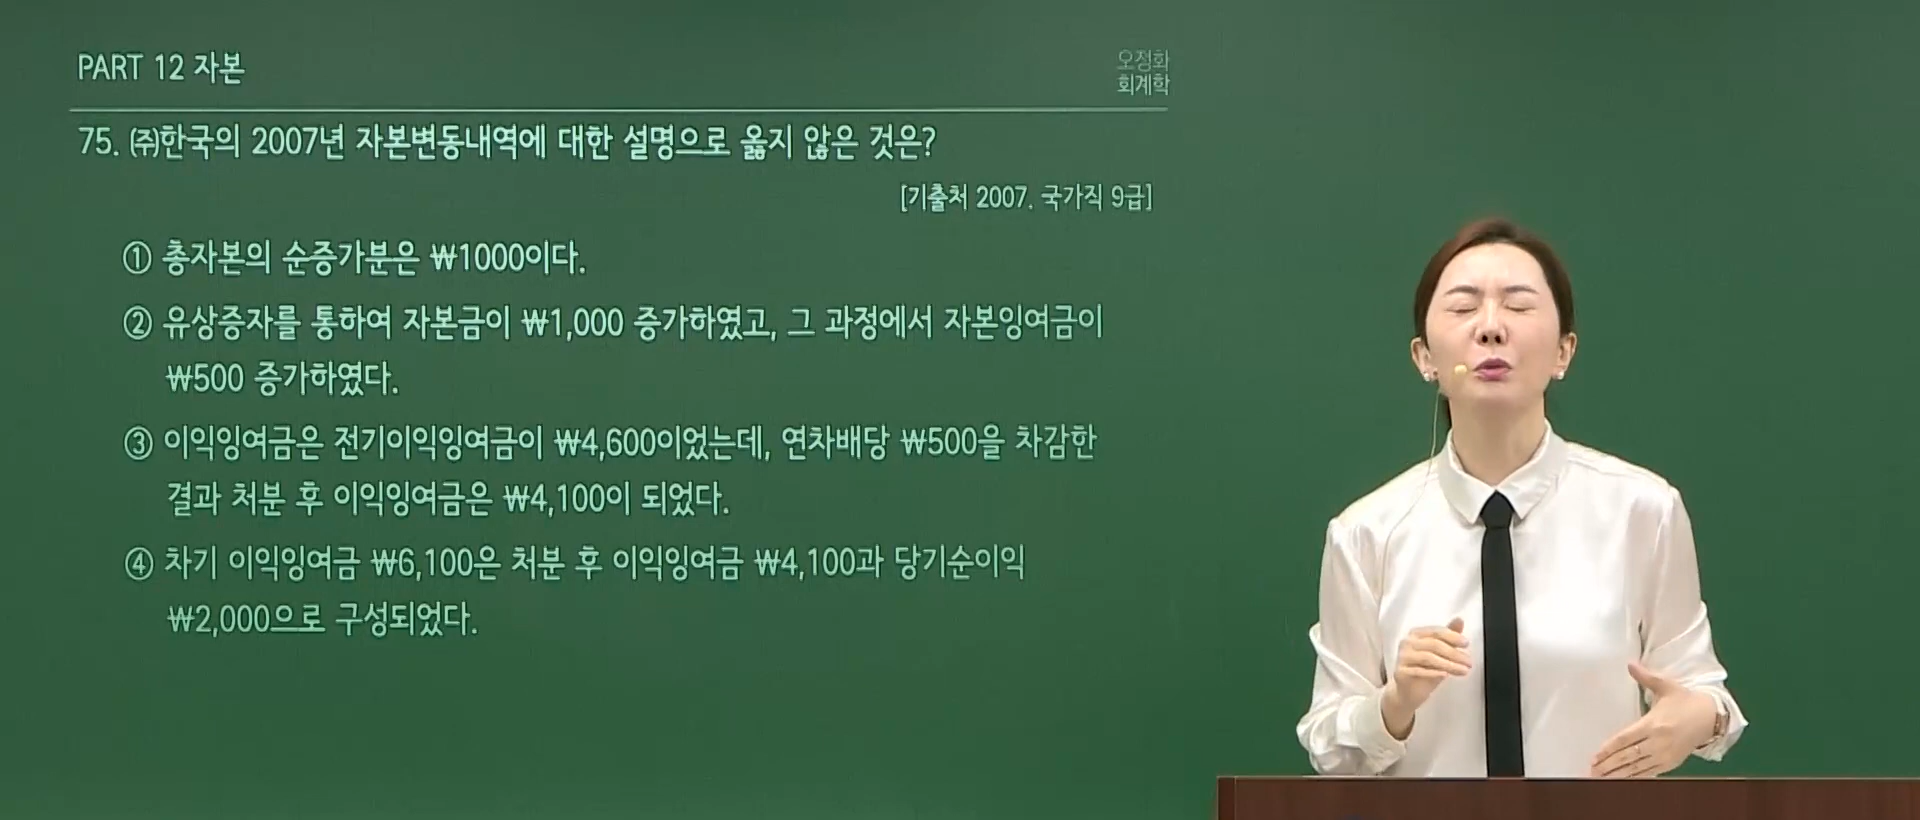 PART 12 자본
오정화
회계학
75. ㈜한국의 2007년 자본변동내역에 대한 설명으로 옳지 않은 것은?
[기출처 2007. 국가직 9급]
① 총자본의 순증가분은 ₩1000이다.
② 유상증자를 통하여 자본금이 ₩1,000 증가하였고, 그 과정에서 자본잉여금이
₩500 증가하였다.
③ 이익잉여금은 전기이익잉여금이 ₩4,600이었는데, 연차배당 ₩500을 차감한
결과 처분 후 이익잉여금은 ₩4,100이 되었다.
④ 차기 이익잉여금 ₩6,100은 처분 후 이익잉여금 ₩4,100과 당기순이익
₩2,000으로 구성되었다.